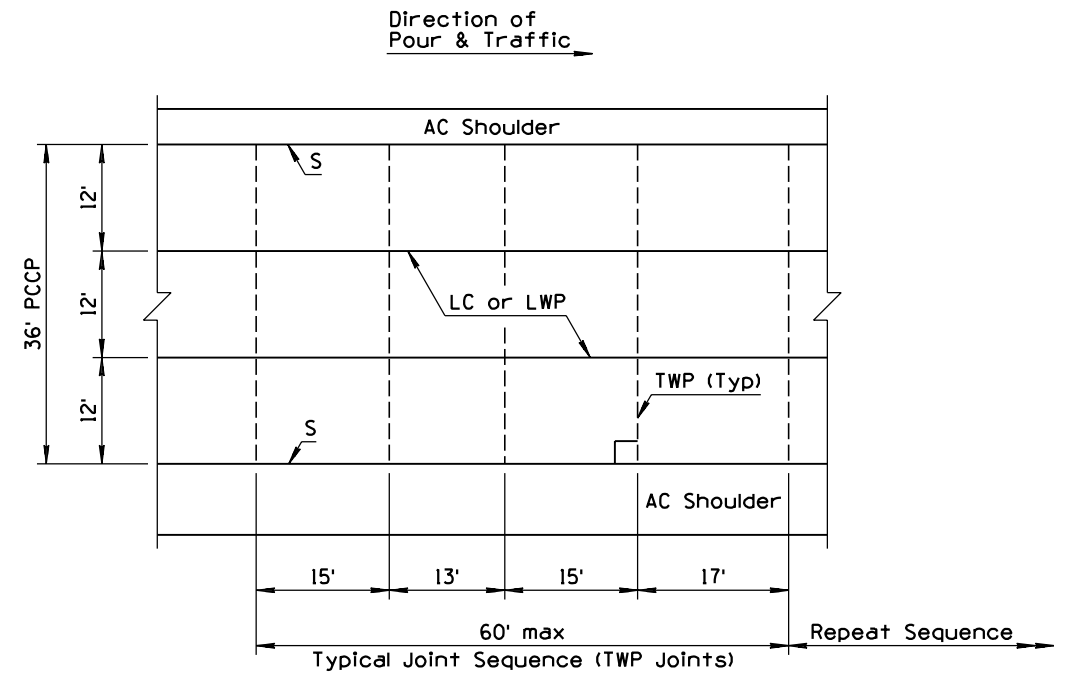 Direction of
Pour & Traffic
AC Shoulder
S
12'
36' PCCP
12'
LC or LWP
12'
TWP (Typ)
S
AC Shoulder
15'
13'
15'
17'
60' max
Repeat Sequence
Typical Joint Sequence (TWP Joints)